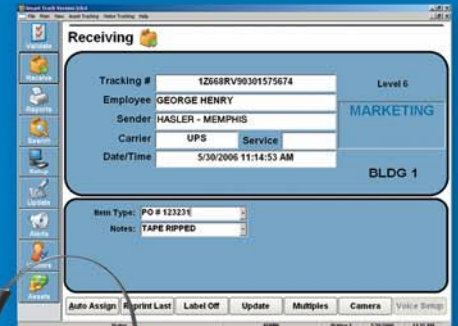 Smart Track
Receiving
Validate
Receive
Reports
Search
Setup
Update
Alerts
Assets
Tracking # 1Z668RV90301575674
Level 6
Employee GEORGE HENRY
MARKETING
Sender HASLER - MEMPHIS
Carrier UPS Service
Date/Time 5/30/2006 11:14:53 AM
BLDG 1
Item Type: PO # 123231
Notes: TAPE RIPPED
Auto Assign Reprint Last Label Off Update Multiples Camera Voice Setup